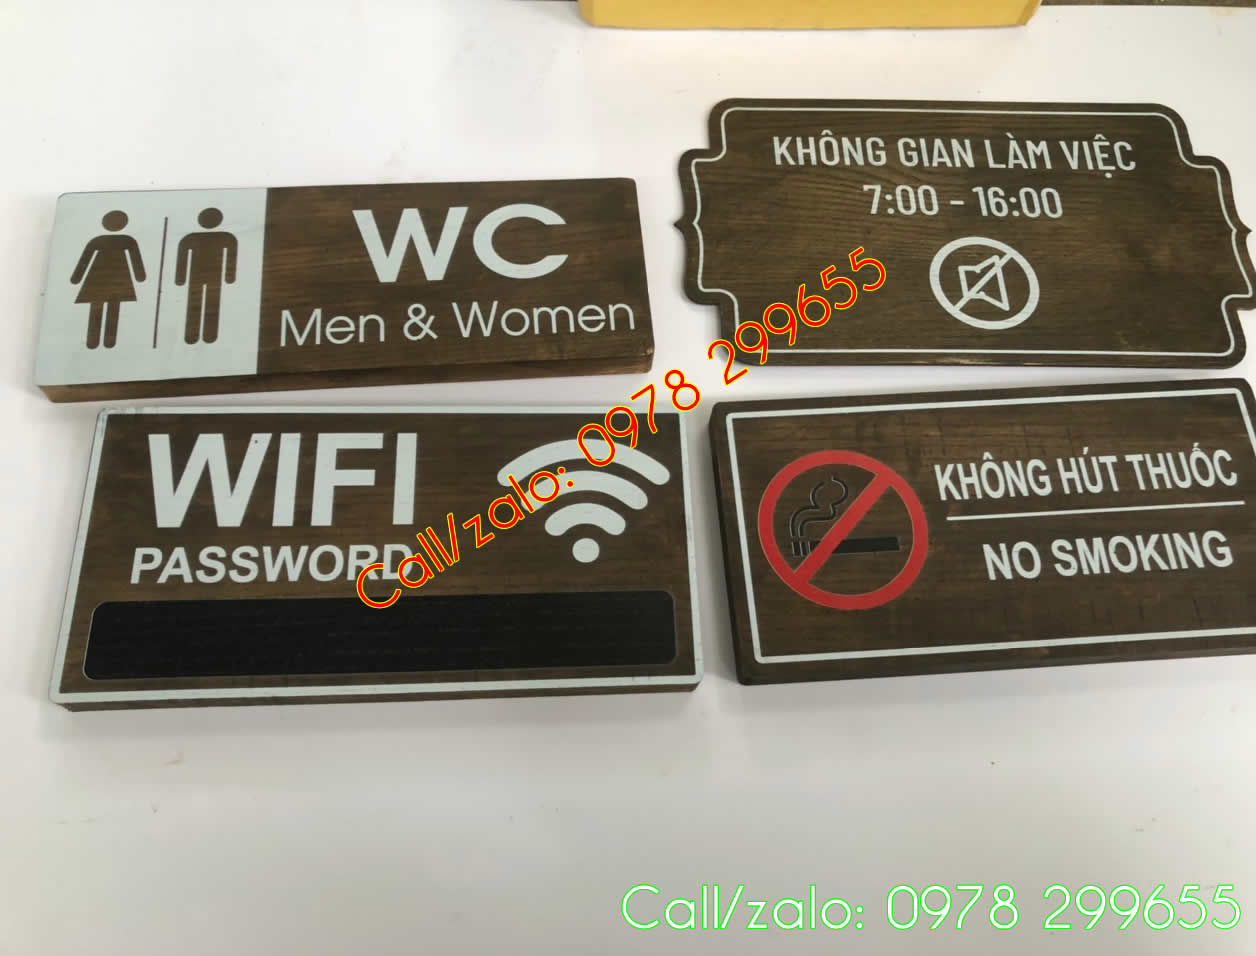 WC
Men & Women
KHÔNG GIAN LÀM VIỆC
7:00 - 16:00
WIFI
PASSWORD
KHÔNG HÚT THUỐC
NO SMOKING
Call/zalo: 0978 299655
Call/zalo: 0978 299655